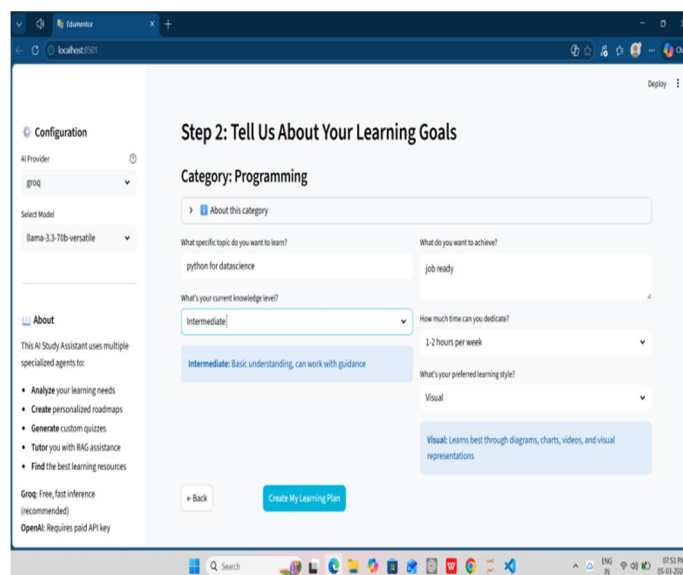 Edumentor
localhost:8501
Deploy
Configuration
AI Provider
groq
Select Model
llama-3.3-70b-versatile
About
This AI Study Assistant uses multiple
specialized agents to:
• Analyze your learning needs
• Create personalized roadmaps
• Generate custom quizzes
• Tutor you with RAG assistance
• Find the best learning resources
Groq: Free, fast inference
(recommended)
OpenAI: Requires paid API key
Step 2: Tell Us About Your Learning Goals
Category: Programming
About this category
What specific topic do you want to learn?
python for datascience
What's your current knowledge level?
Intermediate
Intermediate: Basic understanding, can work with guidance
What do you want to achieve?
job ready
How much time can you dedicate?
1-2 hours per week
What's your preferred learning style?
Visual
Visual: Learns best through diagrams, charts, videos, and visual
representations
← Back
Create My Learning Plan
Search
ENG
IN
07:53 PM